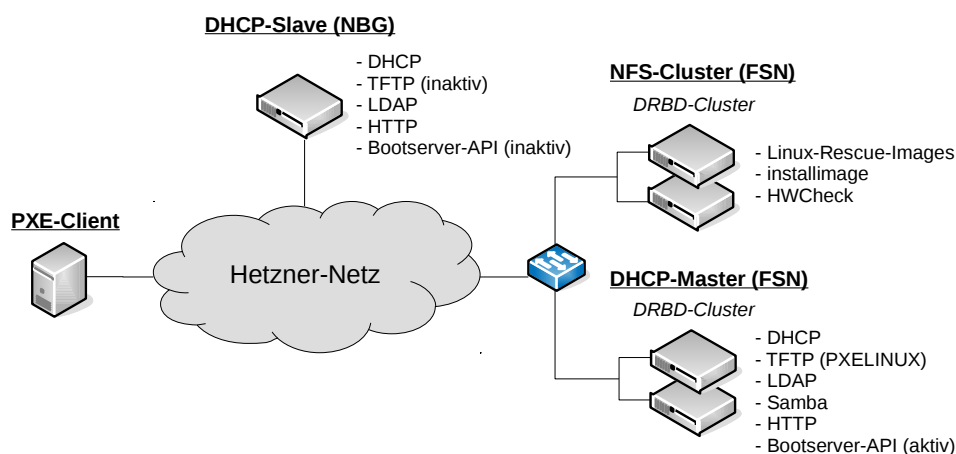 DHCP-Slave (NBG)
- DHCP
- TFTP (inaktiv)
- LDAP
- HTTP
- Bootserver-API (inaktiv)
NFS-Cluster (FSN)
DRBD-Cluster
- Linux-Rescue-Images
- installimage
- HWCheck
PXE-Client
Hetzner-Netz
DHCP-Master (FSN)
DRBD-Cluster
- DHCP
- TFTP (PXELINUX)
- LDAP
- Samba
- HTTP
- Bootserver-API (aktiv)